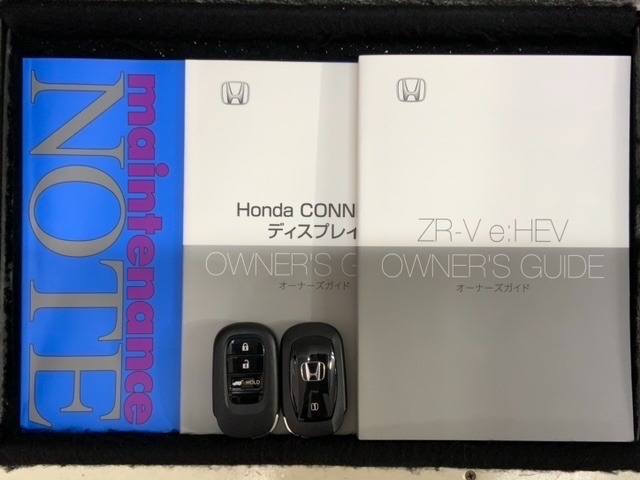 maintenance
NOTE
Honda CONN
ディスプレイ
OWNER'S G
オーナーズガイド
ZR-V e:HEV
OWNER'S GUIDE
オーナーズガイド
HOLD
1